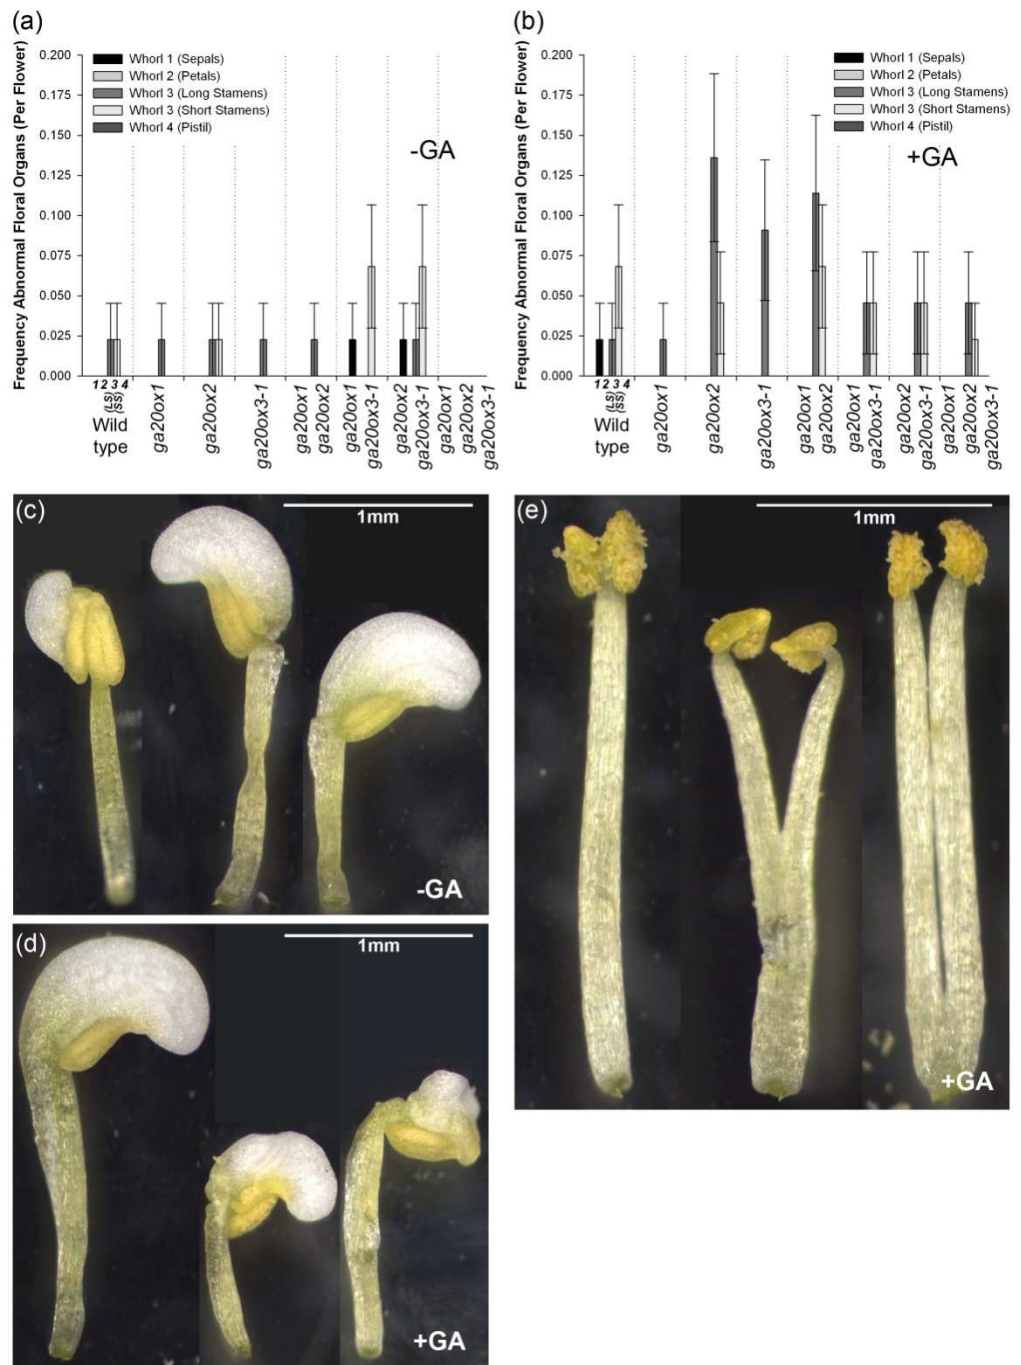 (a)
Frequency Abnormal Floral Organs (Per Flower)
0.200
0.175
0.150
0.125
0.100
0.075
0.050
0.025
0.000
Whorl 1 (Sepals)
Whorl 2 (Petals)
Whorl 3 (Long Stamens)
Whorl 3 (Short Stamens)
Whorl 4 (Pistil)
-GA
1 2 3 4
(LS)
(SS)
Wild
type
ga20ox1
ga20ox2
ga20ox3-1
ga20ox1
ga20ox2
ga20ox1
ga20ox3-1
ga20ox2
ga20ox3-1
ga20ox1
ga20ox2
ga20ox3-1
(b)
Frequency Abnormal Floral Organs (Per Flower)
0.200
0.175
0.150
0.125
0.100
0.075
0.050
0.025
0.000
Whorl 1 (Sepals)
Whorl 2 (Petals)
Whorl 3 (Long Stamens)
Whorl 3 (Short Stamens)
Whorl 4 (Pistil)
+GA
1 2 3 4
(LS)
(SS)
Wild
type
ga20ox1
ga20ox2
ga20ox3-1
ga20ox1
ga20ox2
ga20ox1
ga20ox3-1
ga20ox2
ga20ox3-1
ga20ox1
ga20ox2
ga20ox3-1
(c)
1mm
-GA
(d)
1mm
+GA
(e)
1mm
+GA